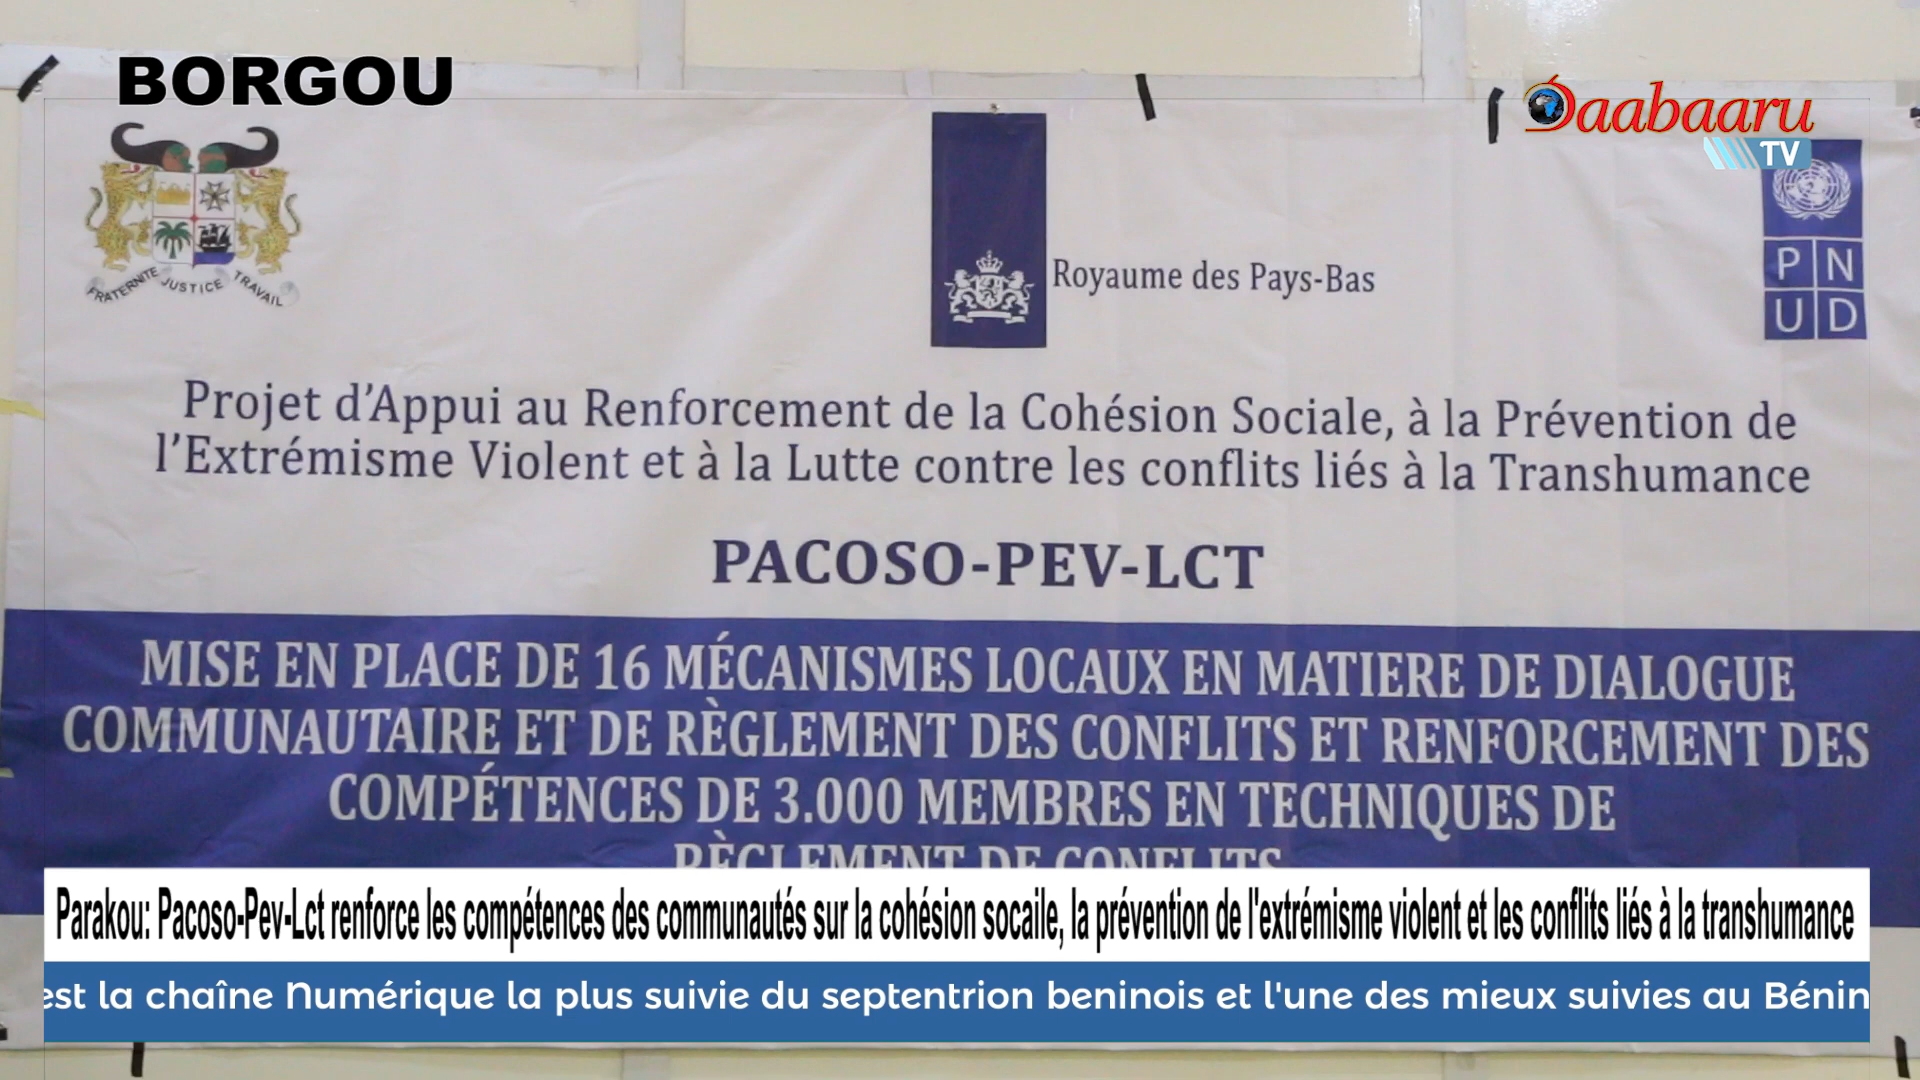 BORGOU
Daabaaru
TV
FRATERNITE JUSTICE TRAVAIL
Royaume des Pays-Bas
P N
U D
Projet d'Appui au Renforcement de la Cohésion Sociale, à la Prévention de
l'Extrémisme Violent et à la Lutte contre les conflits liés à la Transhumance
PACOSO-PEV-LCT
MISE EN PLACE DE 16 MÉCANISMES LOCAUX EN MATIERE DE DIALOGUE
COMMUNAUTAIRE ET DE RÈGLEMENT DES CONFLITS ET RENFORCEMENT DES
COMPÉTENCES DE 3.000 MEMBRES EN TECHNIQUES DE
RÈGLEMENT DE CONFLITS
Parakou: Pacoso-Pev-Lct renforce les compétences des communautés sur la cohésion socaile, la prévention de l'extrémisme violent et les conflits liés à la transhumance
est la chaîne Numérique la plus suivie du septentrion beninois et l'une des mieux suivies au Bénin